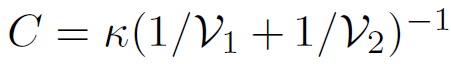 C = κ(1/𝒱₁ + 1/𝒱₂)⁻¹